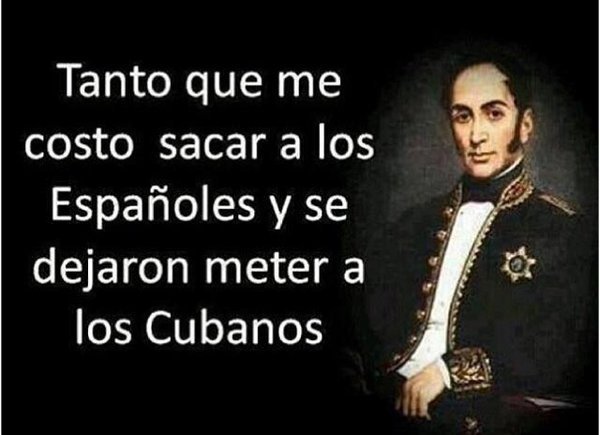 Tanto que me
costo sacar a los
Españoles y se
dejaron meter a
los Cubanos